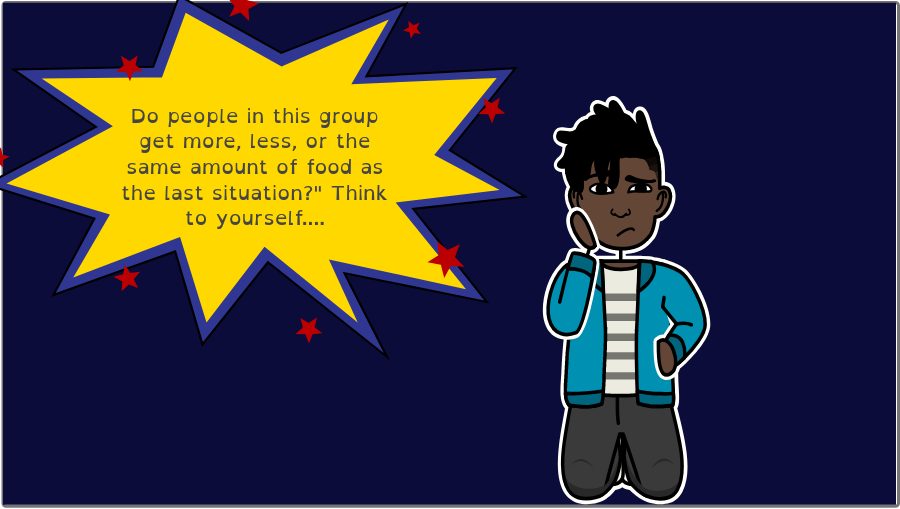 Do people in this group
get more, less, or the
same amount of food as
the last situation?" Think
to yourself....